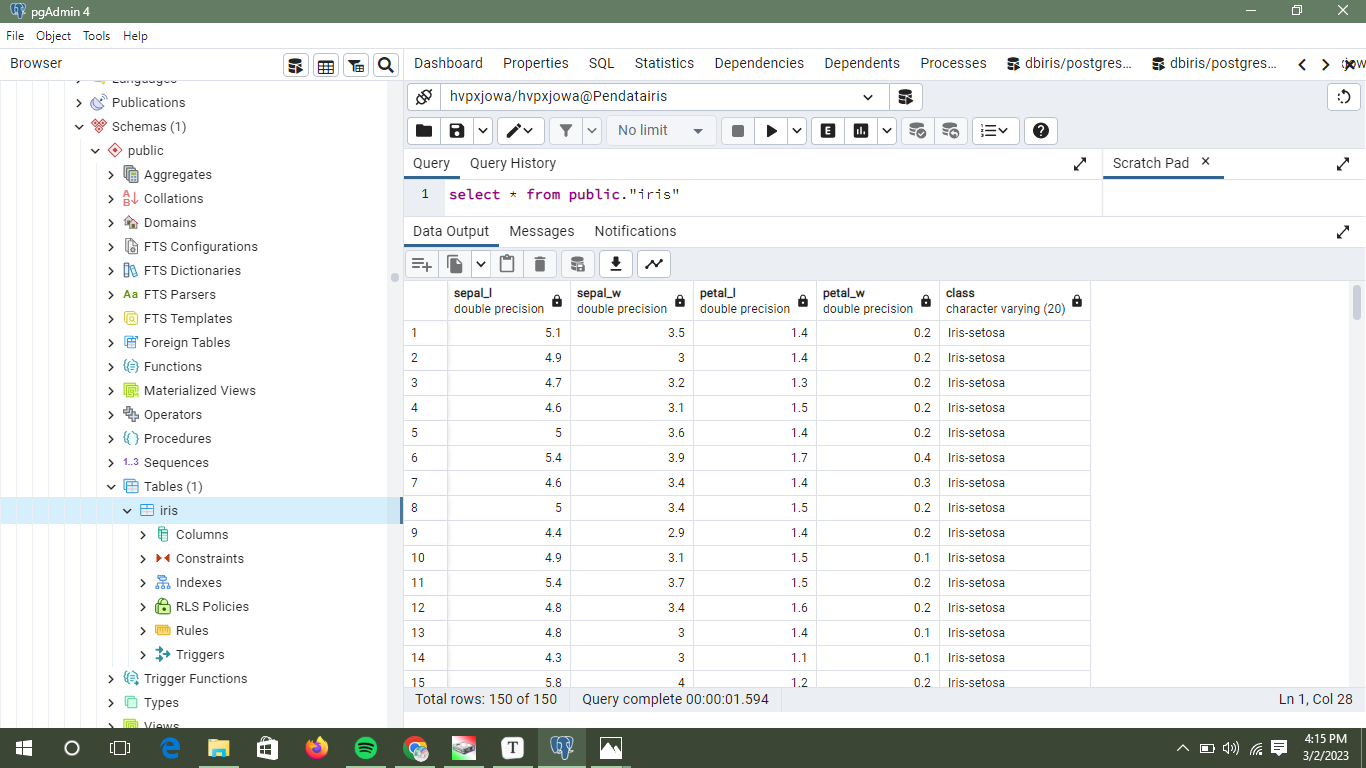 pgAdmin 4
File Object Tools Help
Browser
Languages
Publications
Schemas (1)
public
Aggregates
Collations
Domains
FTS Configurations
FTS Dictionaries
Aa FTS Parsers
FTS Templates
Foreign Tables
Functions
Materialized Views
Operators
Procedures
1..3 Sequences
Tables (1)
iris
Columns
Constraints
Indexes
RLS Policies
Rules
Triggers
Trigger Functions
Types
Views
Dashboard Properties SQL Statistics Dependencies Dependents Processes dbiris/postgres... dbiris/postgres...
hvpxjowa/hvpxjowa@Pendatairis
No limit
E
Query Query History
Scratch Pad
1 select * from public."iris"
Data Output Messages Notifications
sepal_l sepal_w petal_l petal_w class
double precision double precision double precision double precision character varying (20)
1 5.1 3.5 1.4 0.2 Iris-setosa
2 4.9 3 1.4 0.2 Iris-setosa
3 4.7 3.2 1.3 0.2 Iris-setosa
4 4.6 3.1 1.5 0.2 Iris-setosa
5 5 3.6 1.4 0.2 Iris-setosa
6 5.4 3.9 1.7 0.4 Iris-setosa
7 4.6 3.4 1.4 0.3 Iris-setosa
8 5 3.4 1.5 0.2 Iris-setosa
9 4.4 2.9 1.4 0.2 Iris-setosa
10 4.9 3.1 1.5 0.1 Iris-setosa
11 5.4 3.7 1.5 0.2 Iris-setosa
12 4.8 3.4 1.6 0.2 Iris-setosa
13 4.8 3 1.4 0.1 Iris-setosa
14 4.3 3 1.1 0.1 Iris-setosa
15 5.8 4 1.2 0.2 Iris-setosa
Total rows: 150 of 150 Query complete 00:00:01.594 Ln 1, Col 28
T
4:15 PM
3/2/2023